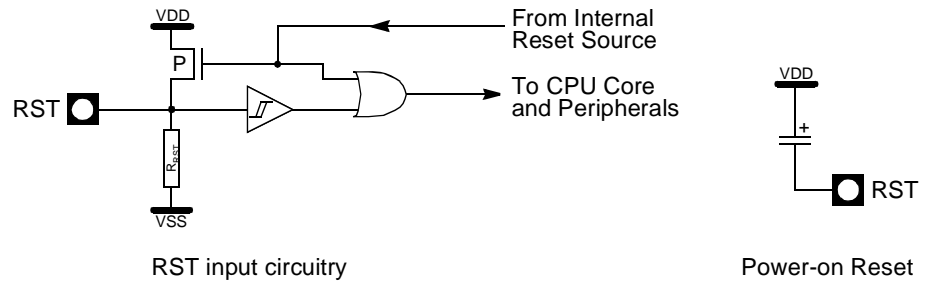 VDD
From Internal
Reset Source
P
To CPU Core
and Peripherals
RST
RRST
VSS
VDD
+
RST
RST input circuitry
Power-on Reset